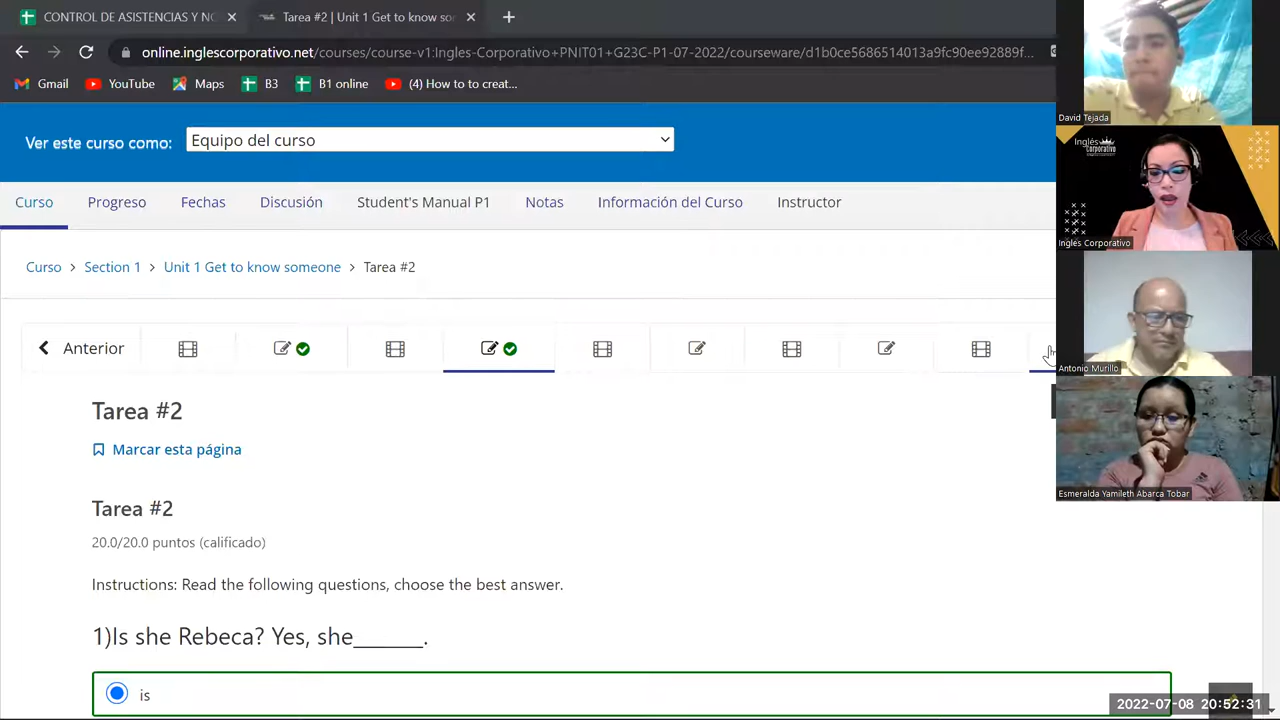 CONTROL DE ASISTENCIAS Y NO
Tarea #2 | Unit 1 Get to know so
online.inglescorporativo.net/courses/course-v1:Ingles-Corporativo+PNIT01+G23C-P1-07-2022/courseware/d1b0ce5686514013a9fc90ee92889f...
Gmail YouTube Maps B3 B1 online (4) How to to creat...
Ver este curso como: Equipo del curso
Curso Progreso Fechas Discusión Student's Manual P1 Notas Información del Curso Instructor
Curso > Section 1 > Unit 1 Get to know someone > Tarea #2
Anterior
Tarea #2
Marcar esta página
Tarea #2
20.0/20.0 puntos (calificado)
Instructions: Read the following questions, choose the best answer.
1)Is she Rebeca? Yes, she_______.
is
David Tejada
Inglés
Corporativo
Ingles Corporativo
Antonio Murillo
Esmeralda Yamileth Abarca Tobar
2022-07-08 20:52:31